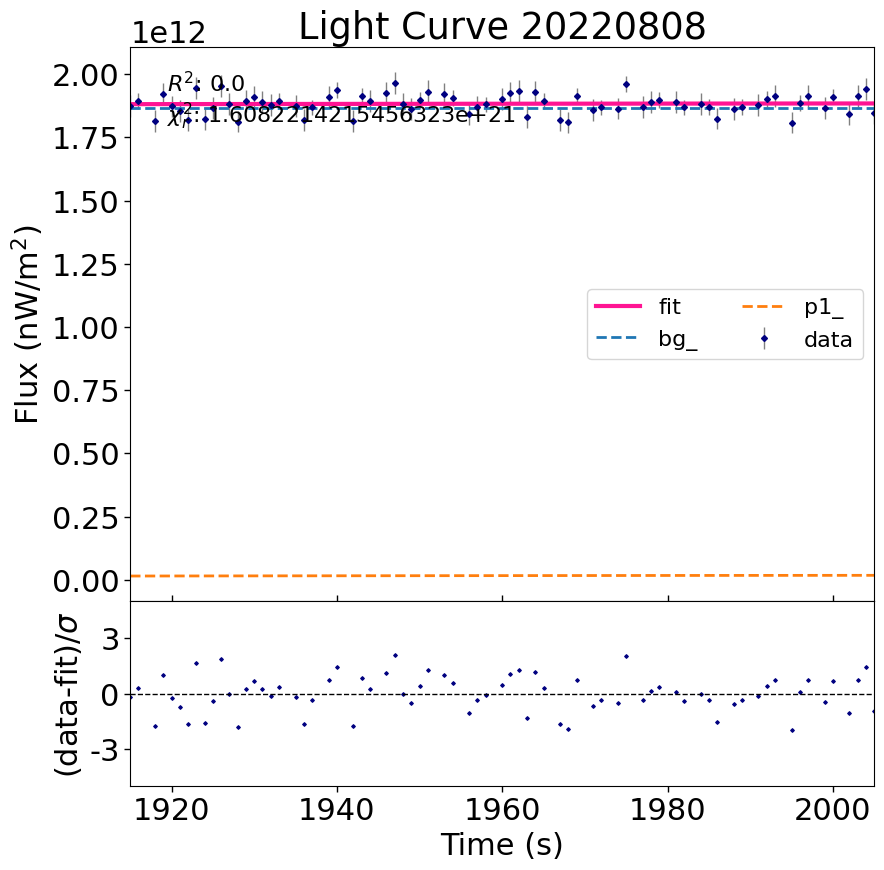 Light Curve 20220808
1e12
R²: 0.0
χᵣ²: 1.6082214215456323e+21
2.00
1.75
1.50
1.25
1.00
0.75
0.50
0.25
0.00
Flux (nW/m²)
fit
bg_
p1_
data
3
0
-3
(data-fit)/σ
1920
1940
1960
1980
2000
Time (s)